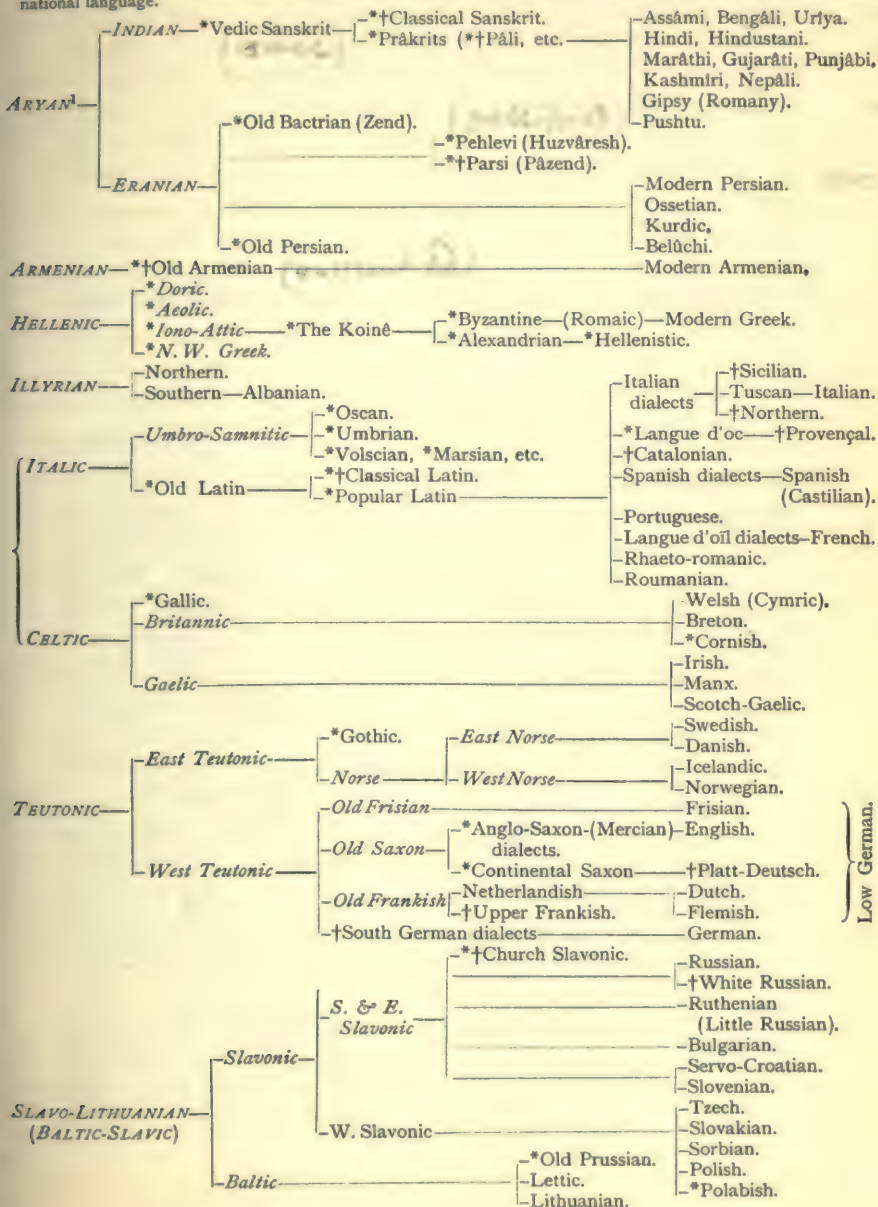 national language.
ARYAN¹
INDIAN — *Vedic Sanskrit
*†Classical Sanskrit.
*Prâkrits (*†Pâli, etc.
Assâmi, Bengâli, Urîya.
Hindi, Hindustani.
Marâthi, Gujarâti, Punjâbi,
Kashmîri, Nepâli.
Gipsy (Romany).
Pushtu.
ERANIAN
*Old Bactrian (Zend).
*Pehlevi (Huzvâresh).
*†Parsi (Pâzend).
*Old Persian.
Modern Persian.
Ossetian.
Kurdic,
Belûchi.
ARMENIAN — *†Old Armenian — Modern Armenian,
HELLENIC
*Doric.
*Aeolic.
*Iono-Attic — *The Koinê
*N. W. Greek.
*Byzantine—(Romaic)—Modern Greek.
*Alexandrian—*Hellenistic.
ILLYRIAN
Northern.
Southern—Albanian.
ITALIC
Umbro-Samnitic
*Oscan.
*Umbrian.
*Volscian, *Marsian, etc.
*Old Latin
*†Classical Latin.
*Popular Latin
Italian
dialects
†Sicilian.
Tuscan—Italian.
†Northern.
*Langue d'oc—†Provençal.
†Catalonian.
Spanish dialects—Spanish
(Castilian).
Portuguese.
Langue d'oïl dialects—French.
Rhaeto-romanic.
Roumanian.
CELTIC
*Gallic.
Britannic
Welsh (Cymric).
Breton.
*Cornish.
Gaelic
Irish.
Manx.
Scotch-Gaelic.
TEUTONIC
East Teutonic
*Gothic.
Norse
East Norse
Swedish.
Danish.
West Norse
Icelandic.
Norwegian.
West Teutonic
Old Frisian — Frisian.
Old Saxon
*Anglo-Saxon-(Mercian)—English.
dialects.
*Continental Saxon — †Platt-Deutsch.
Old Frankish
Netherlandish
†Upper Frankish.
Dutch.
Flemish.
†South German dialects — German.
Low German.
SLAVO-LITHUANIAN
(BALTIC-SLAVIC)
Slavonic
S. & E.
Slavonic
*†Church Slavonic.
Russian.
†White Russian.
Ruthenian
(Little Russian).
Bulgarian.
Servo-Croatian.
Slovenian.
W. Slavonic
Tzech.
Slovakian.
Sorbian.
Polish.
*Polabish.
Baltic
*Old Prussian.
Lettic.
Lithuanian.